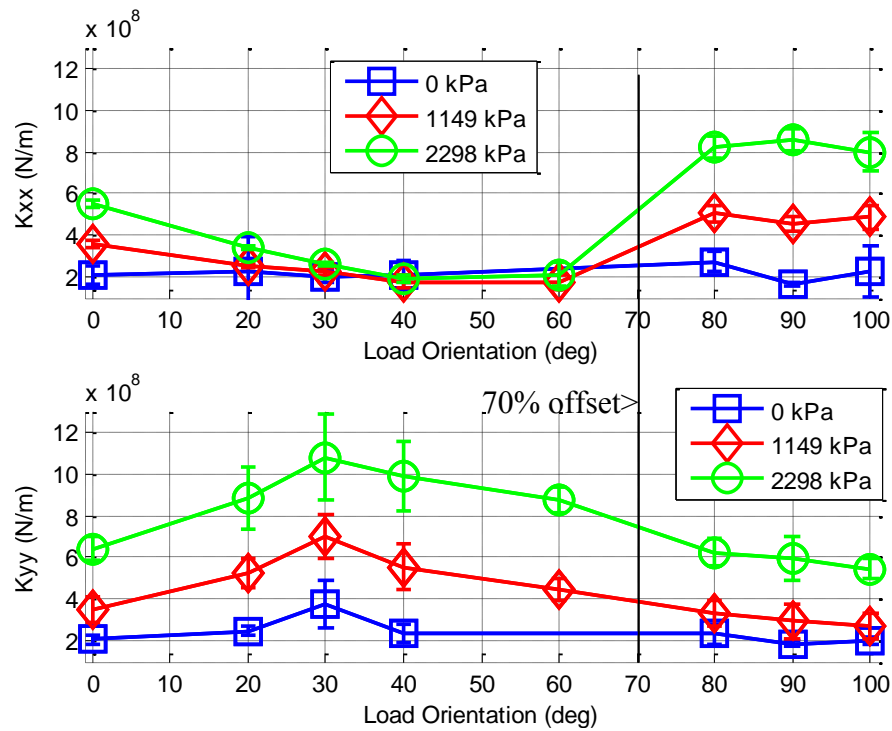 x 10^8
12
10
8
6
4
2
Kxx (N/m)
0 kPa
1149 kPa
2298 kPa
0 10 20 30 40 50 60 70 80 90 100
Load Orientation (deg)
x 10^8
70% offset>
12
10
8
6
4
2
Kyy (N/m)
0 kPa
1149 kPa
2298 kPa
0 10 20 30 40 50 60 70 80 90 100
Load Orientation (deg)